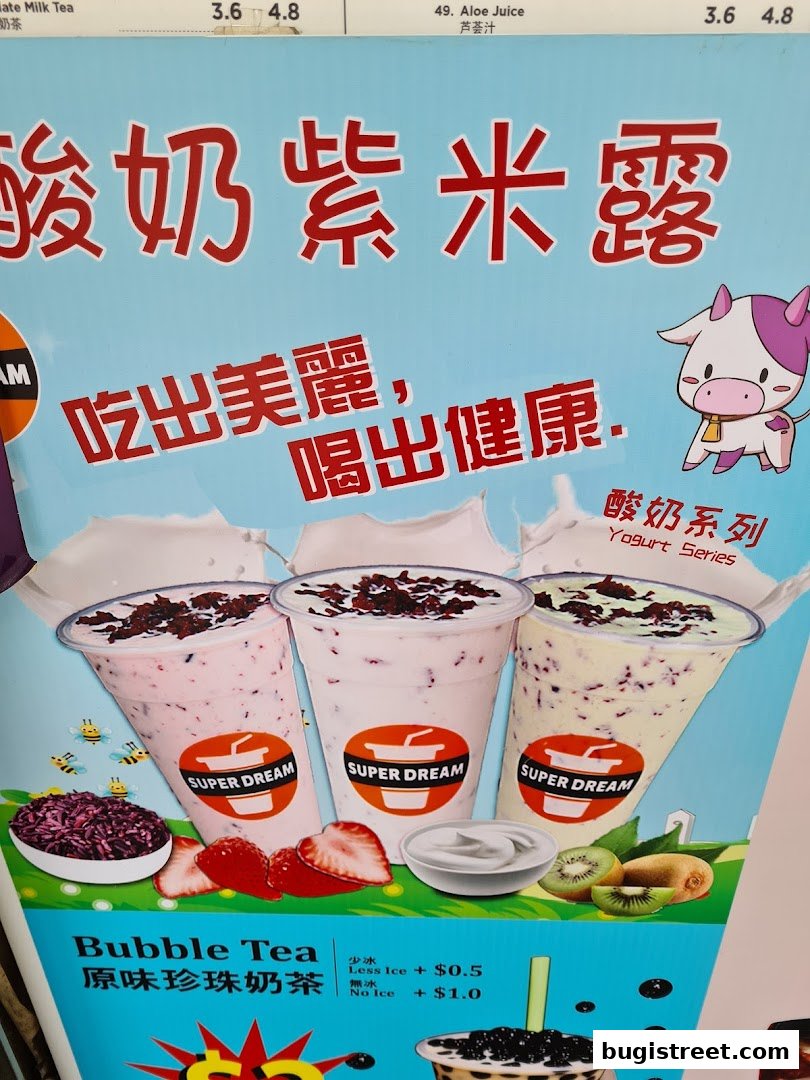 ate Milk Tea 3.6 4.8
奶茶
49. Aloe Juice 3.6 4.8
芦荟汁
酸奶紫米露
AM
吃出美麗，
喝出健康.
酸奶系列
Yogurt Series
SUPER DREAM
SUPER DREAM
SUPER DREAM
Bubble Tea
原味珍珠奶茶
少冰
Less Ice + $0.5
無冰
No Ice + $1.0
bugistreet.com